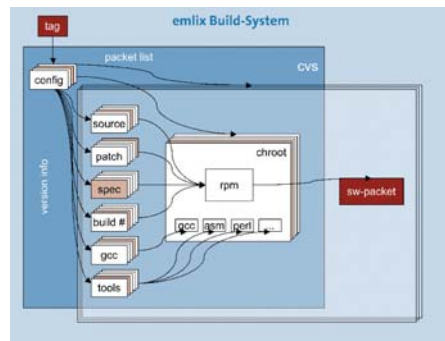 emlix Build-System
tag
packet list
CVS
config
version info
source
patch
spec
build #
gcc
tools
chroot
rpm
gcc asm perl ...
sw-packet